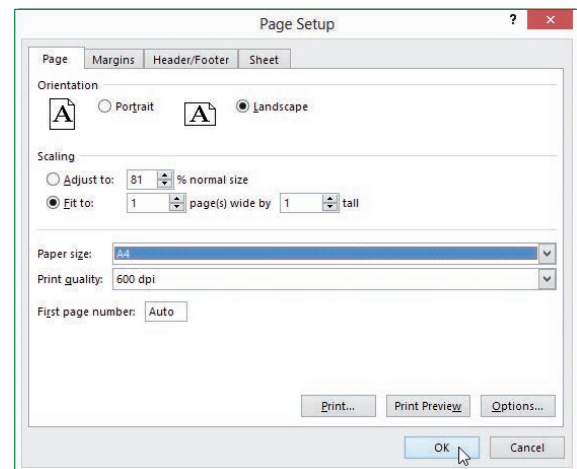 Page Setup ? ×
Page Margins Header/Footer Sheet
Orientation
A Portrait A Landscape
Scaling
Adjust to: 81 % normal size
Fit to: 1 page(s) wide by 1 tall
Paper size: A4
Print quality: 600 dpi
First page number: Auto
Print... Print Preview Options...
OK Cancel